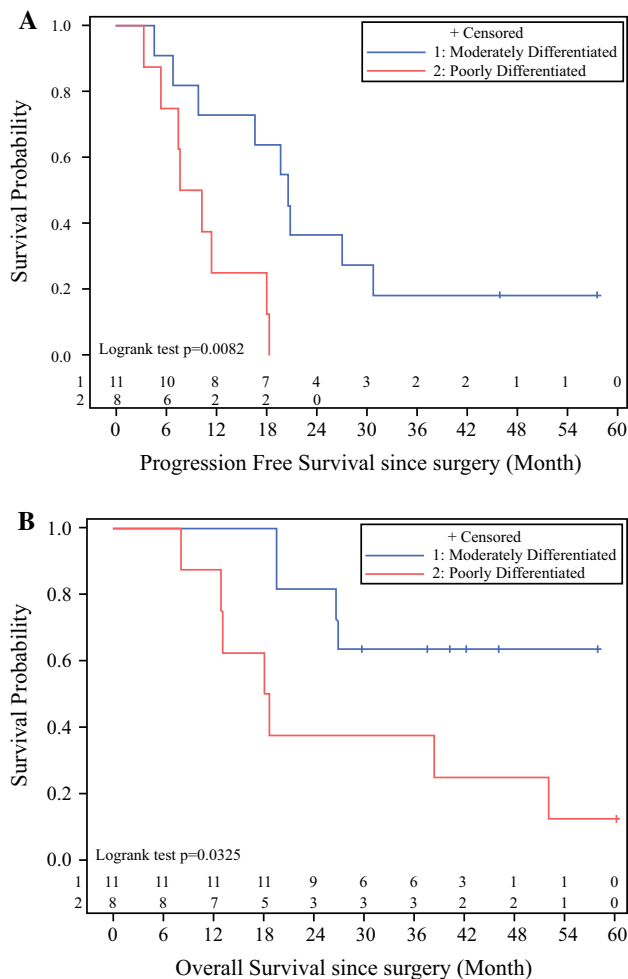 A
+ Censored
1: Moderately Differentiated
2: Poorly Differentiated
Survival Probability
1.0
0.8
0.6
0.4
0.2
0.0
Logrank test p=0.0082
1 11 10 8 7 4 3 2 2 1 1 0
2 8 6 2 2 0
0 6 12 18 24 30 36 42 48 54 60
Progression Free Survival since surgery (Month)
B
+ Censored
1: Moderately Differentiated
2: Poorly Differentiated
Survival Probability
1.0
0.8
0.6
0.4
0.2
0.0
Logrank test p=0.0325
1 11 11 11 11 9 6 6 3 1 1 0
2 8 8 7 5 3 3 3 2 2 1 0
0 6 12 18 24 30 36 42 48 54 60
Overall Survival since surgery (Month)